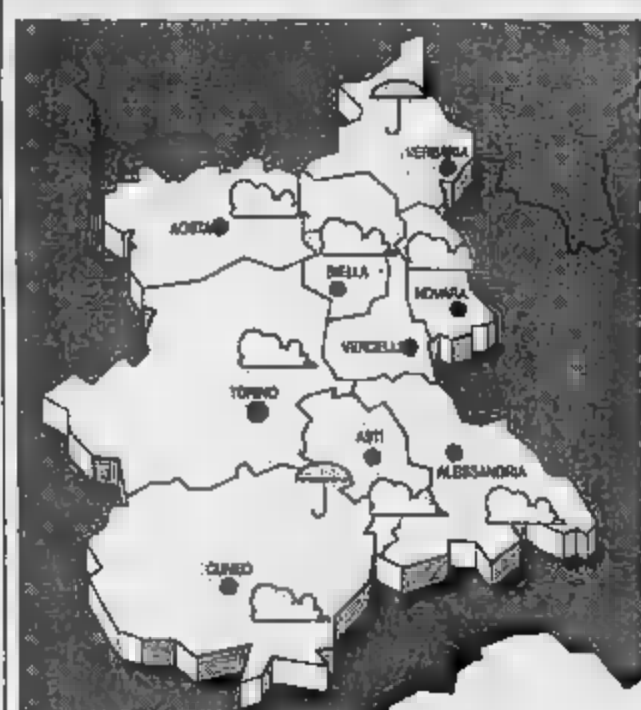 VERBANIA
AOSTA
BIELLA
NOVARA
VERCELLI
TORINO
ASTI
ALESSANDRIA
CUNEO